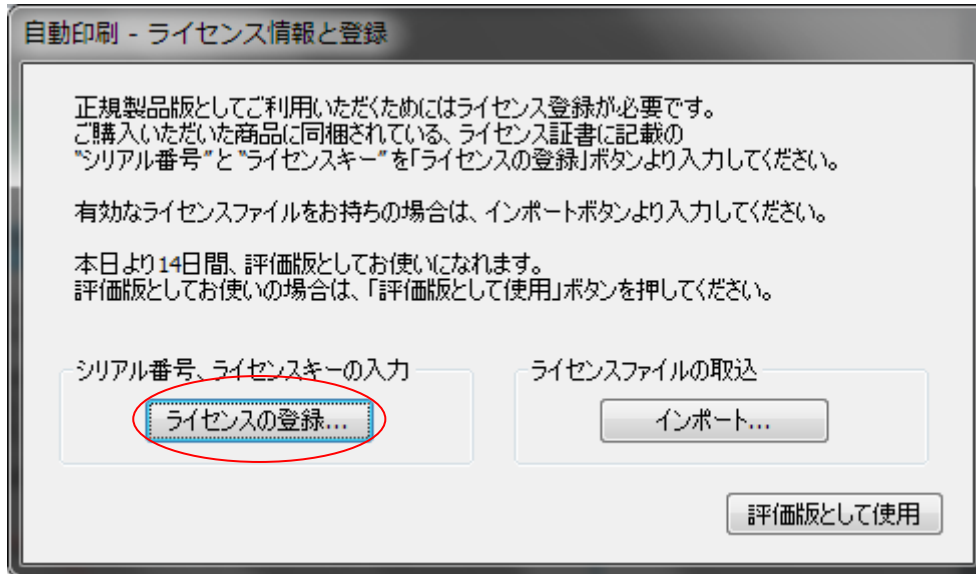 自動印刷 - ライセンス情報と登録
正規製品版としてご利用いただくためにはライセンス登録が必要です。
ご購入いただいた商品に同梱されている、ライセンス証書に記載の
"シリアル番号"と"ライセンスキー"を「ライセンスの登録」ボタンより入力してください。
有効なライセンスファイルをお持ちの場合は、インポートボタンより入力してください。
本日より14日間、評価版としてお使いになれます。
評価版としてお使いの場合は、「評価版として使用」ボタンを押してください。
シリアル番号、ライセンスキーの入力
ライセンスの登録...
ライセンスファイルの取込
インポート...
評価版として使用